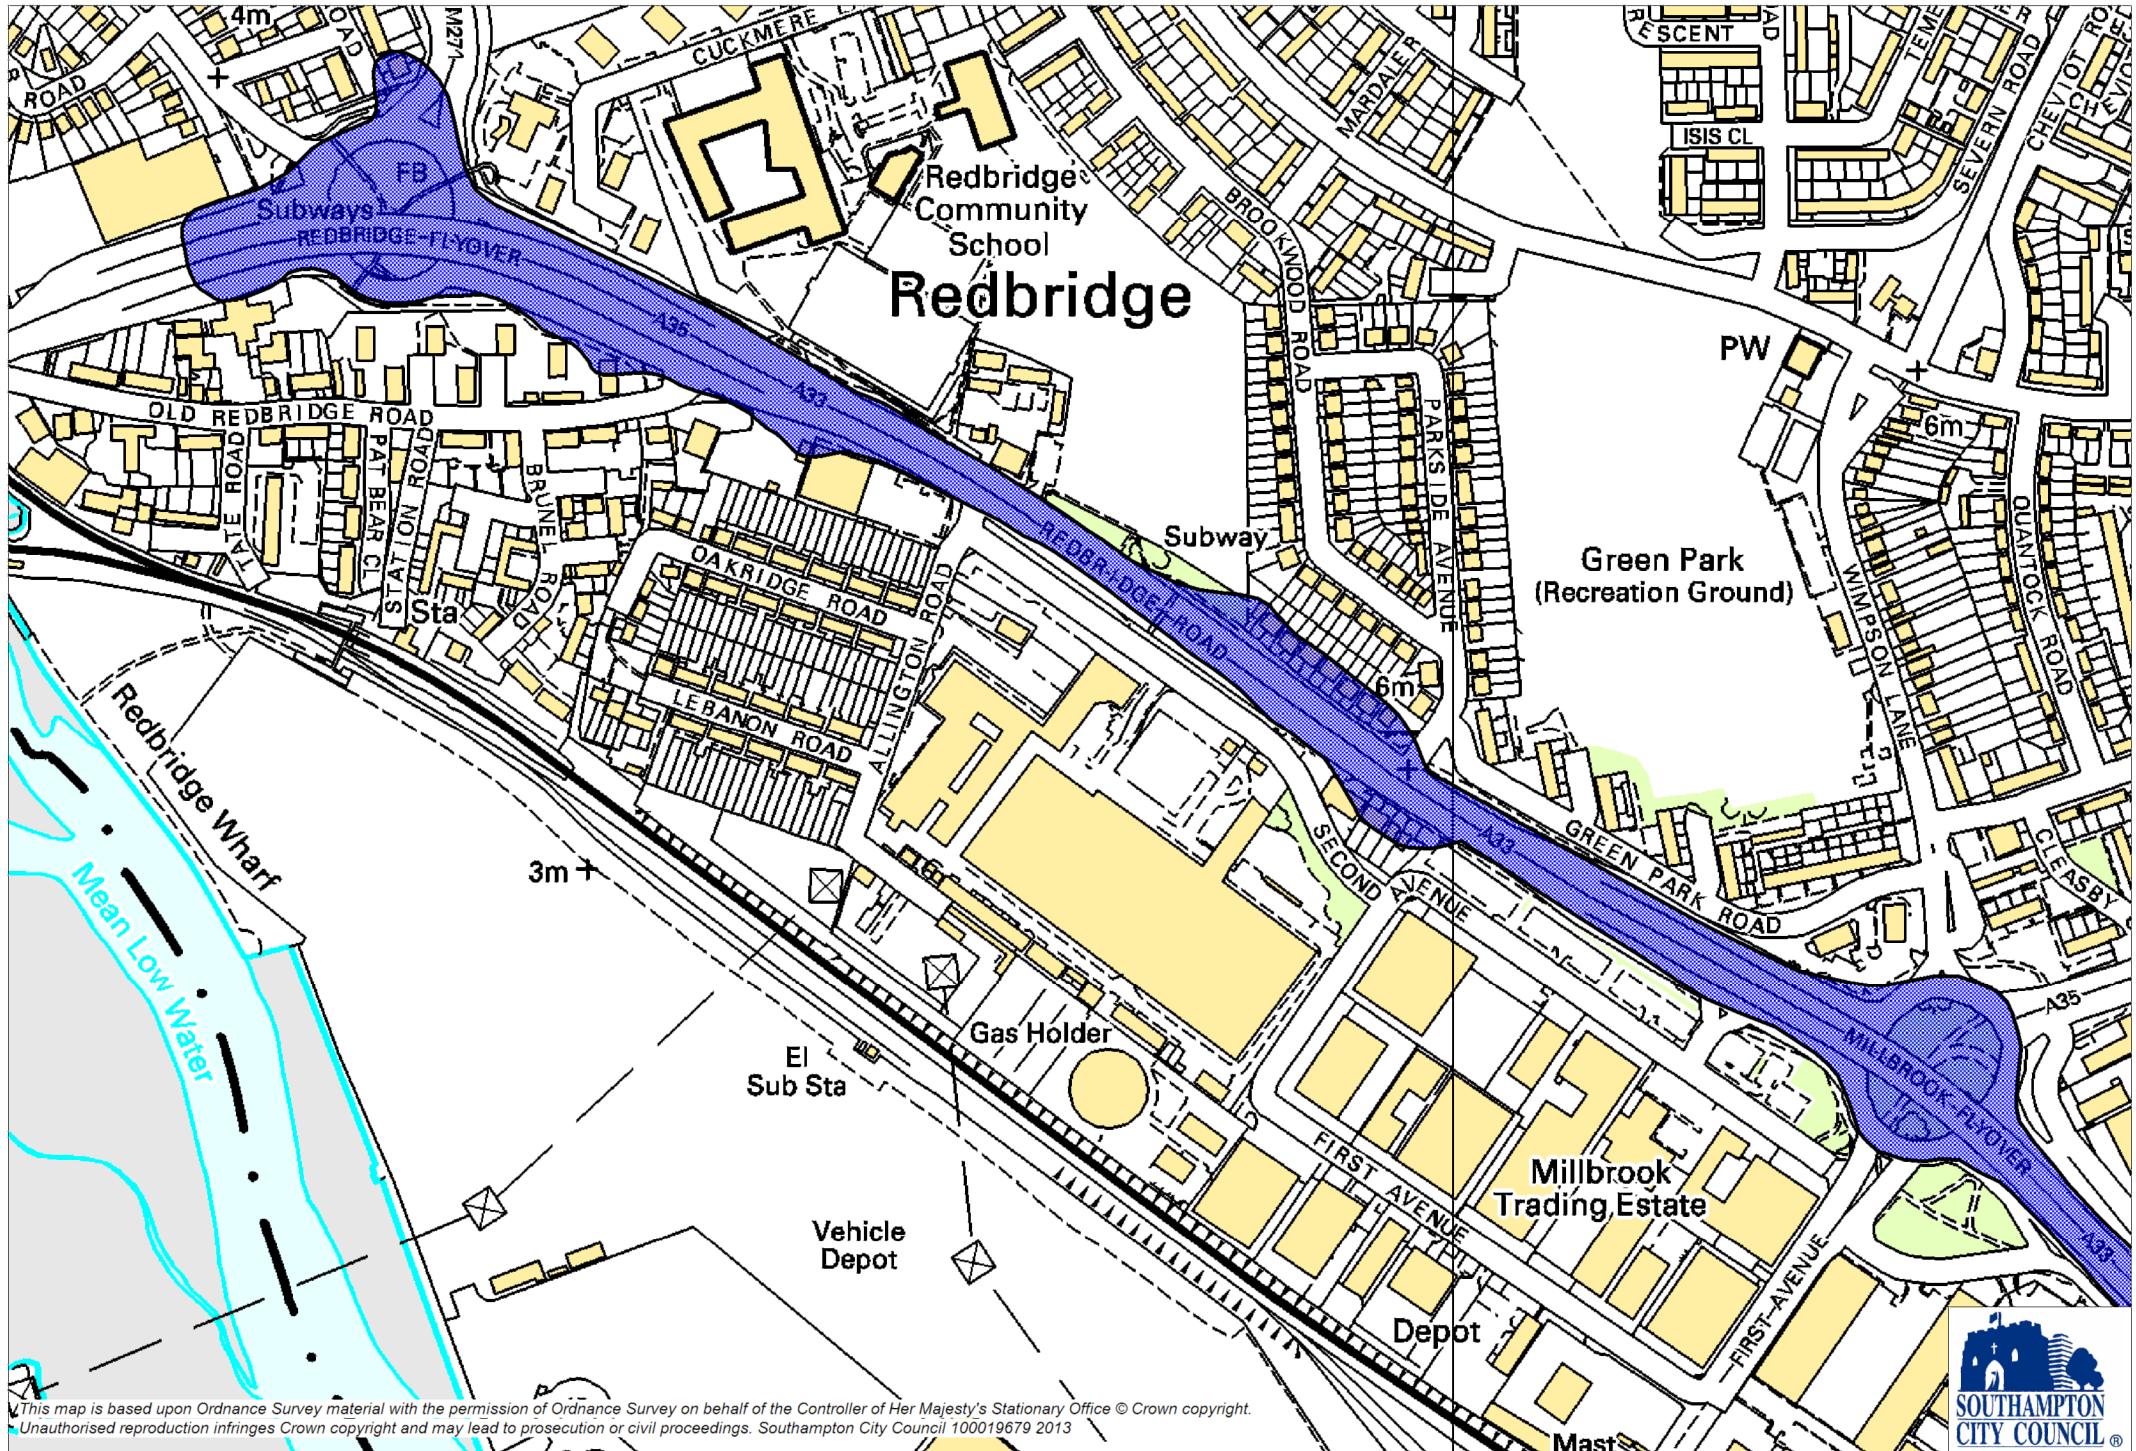 4m
ROAD
M271
CUCKMERE
ROAD
FB
Subways
REDBRIDGE-FLYOVER
A35
A33
Redbridge
Community
School
Redbridge
MARDALE R
BROOKWOOD ROAD
PARKSIDE AVENUE
ESCENT
ISIS CL
SEVERN ROAD
CHEVIOT RO
PW
6m
WIMPSON LANE
QUANTOCK ROAD
Green Park
(Recreation Ground)
OLD REDBRIDGE ROAD
TATE ROAD
PAT BEAR CL
STATION ROAD
BRUNEL ROAD
Sta
OAKRIDGE ROAD
LEBANON ROAD
ALLINGTON ROAD
Subway
REDBRIDGE ROAD
6m
A33
GREEN PARK ROAD
CLEASBY
SECOND AVENUE
Redbridge Wharf
Mean Low Water
3m
Gas Holder
El
Sub Sta
A35
MILLBROOK-FLYOVER
A33
FIRST AVENUE
Millbrook
Trading Estate
FIRST-AVENUE
Vehicle
Depot
Depot
Mast
This map is based upon Ordnance Survey material with the permission of Ordnance Survey on behalf of the Controller of Her Majesty's Stationary Office © Crown copyright.
Unauthorised reproduction infringes Crown copyright and may lead to prosecution or civil proceedings. Southampton City Council 100019679 2013
SOUTHAMPTON
CITY COUNCIL ®